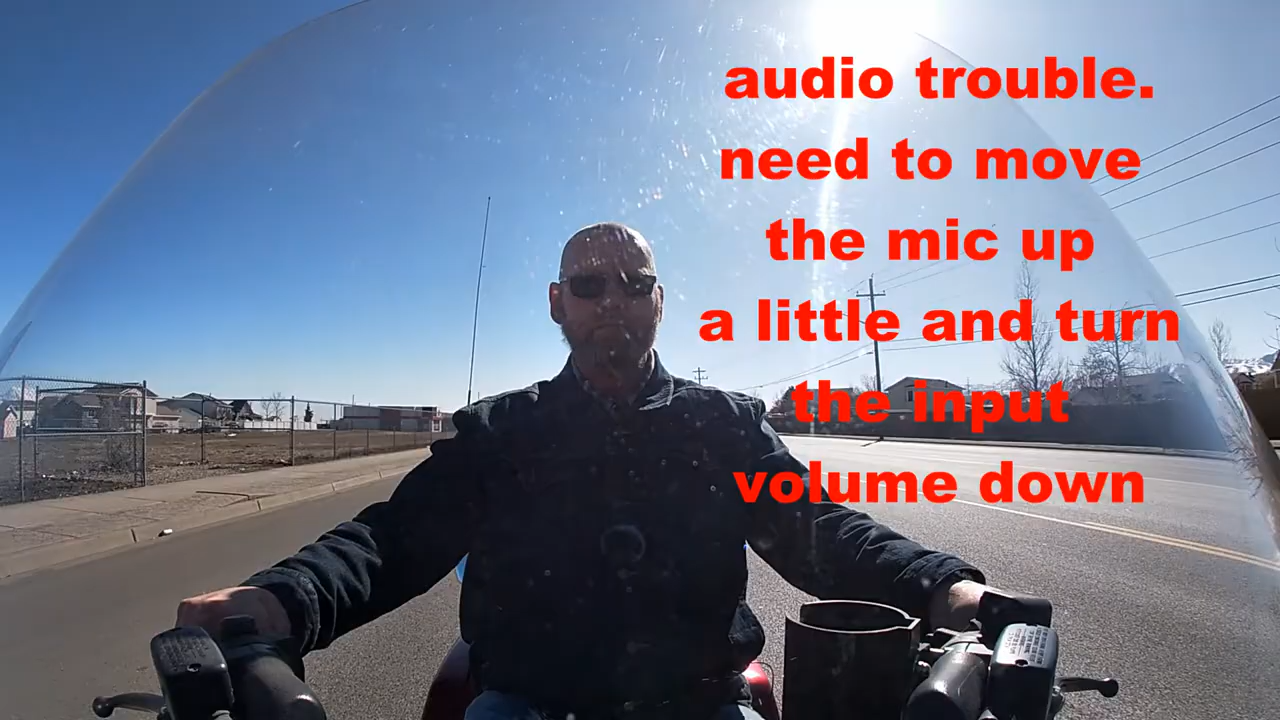 audio trouble.
need to move
the mic up
a little and turn
the input
volume down